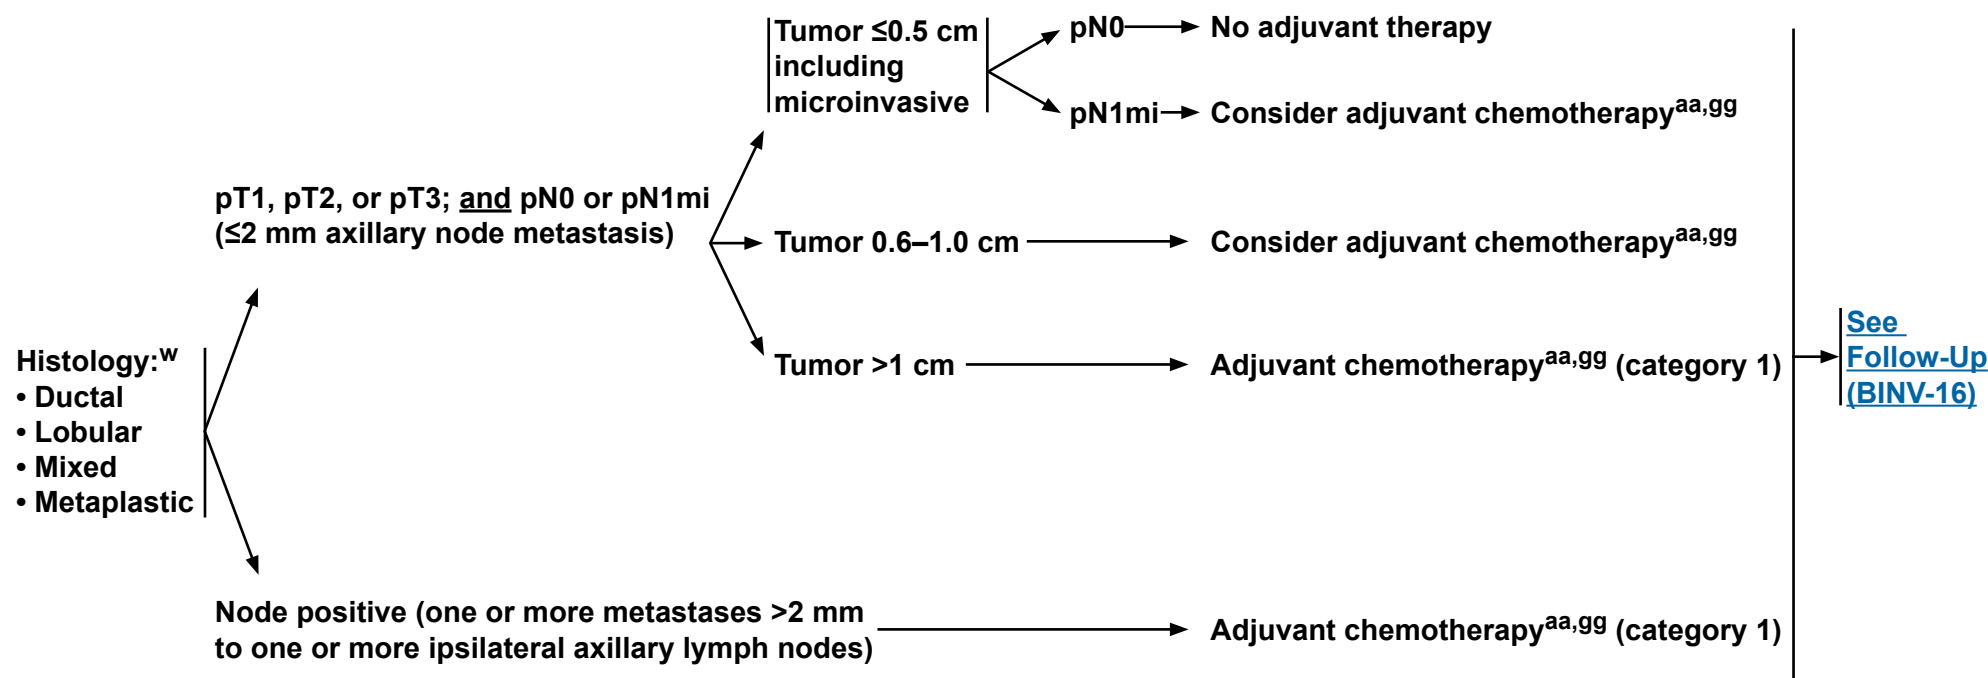 Tumor ≤0.5 cm
including
microinvasive
pN0
No adjuvant therapy
pN1mi
Consider adjuvant chemotherapyaa,gg
pT1, pT2, or pT3; and pN0 or pN1mi
(≤2 mm axillary node metastasis)
Tumor 0.6–1.0 cm
Consider adjuvant chemotherapyaa,gg
Tumor >1 cm
Adjuvant chemotherapyaa,gg (category 1)
Histology:w
• Ductal
• Lobular
• Mixed
• Metaplastic
Node positive (one or more metastases >2 mm
to one or more ipsilateral axillary lymph nodes)
Adjuvant chemotherapyaa,gg (category 1)
See
Follow-Up
(BINV-16)